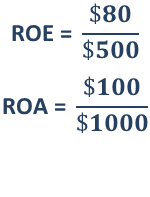 ROE = $80
$500
ROA = $100
$1000